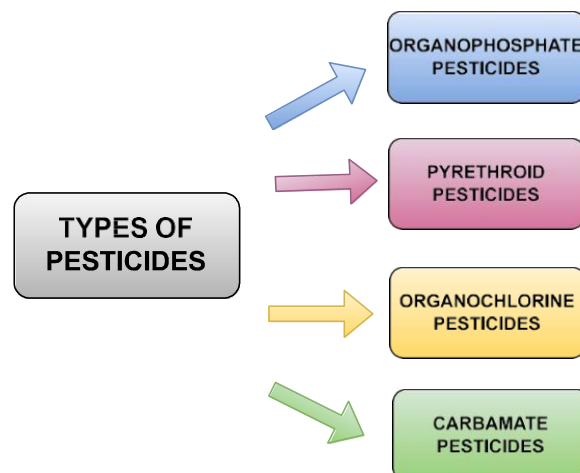 TYPES OF
PESTICIDES
ORGANOPHOSPHATE
PESTICIDES
PYRETHROID
PESTICIDES
ORGANOCHLORINE
PESTICIDES
CARBAMATE
PESTICIDES